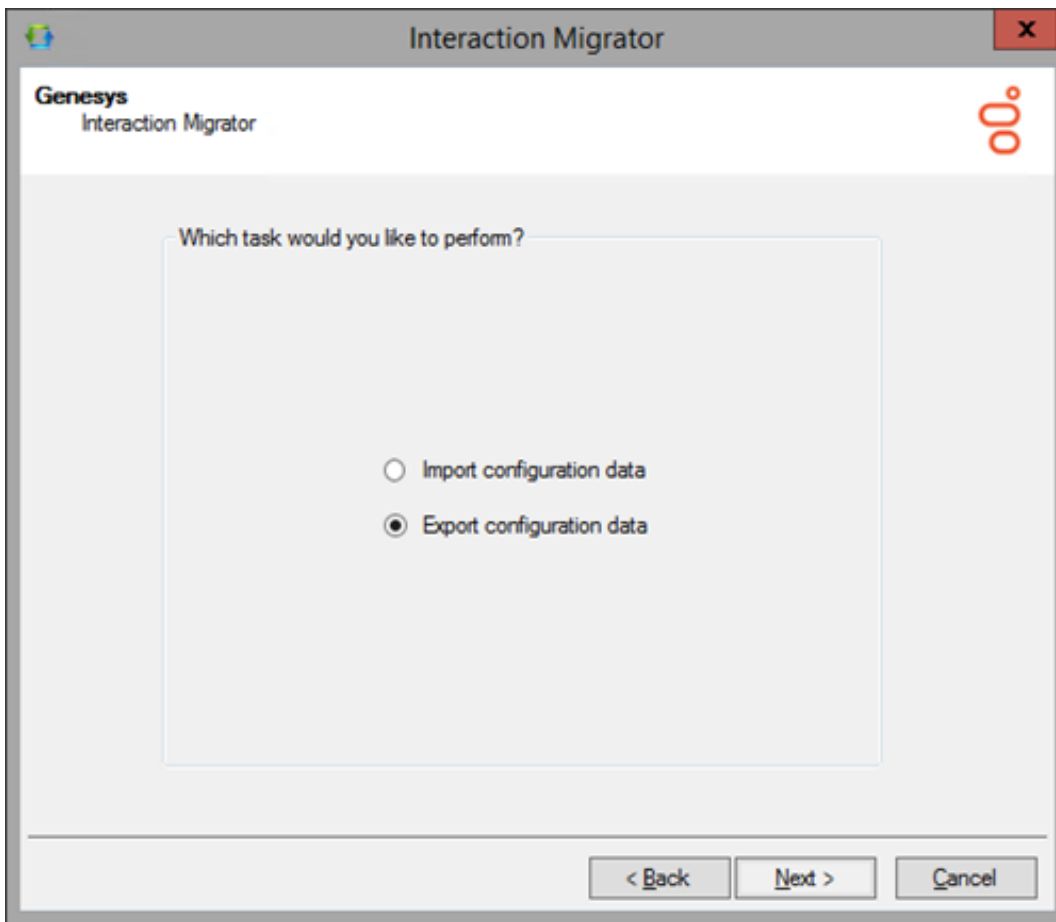 Interaction Migrator
x
Genesys
Interaction Migrator
Which task would you like to perform?
Import configuration data
Export configuration data
< Back
Next >
Cancel